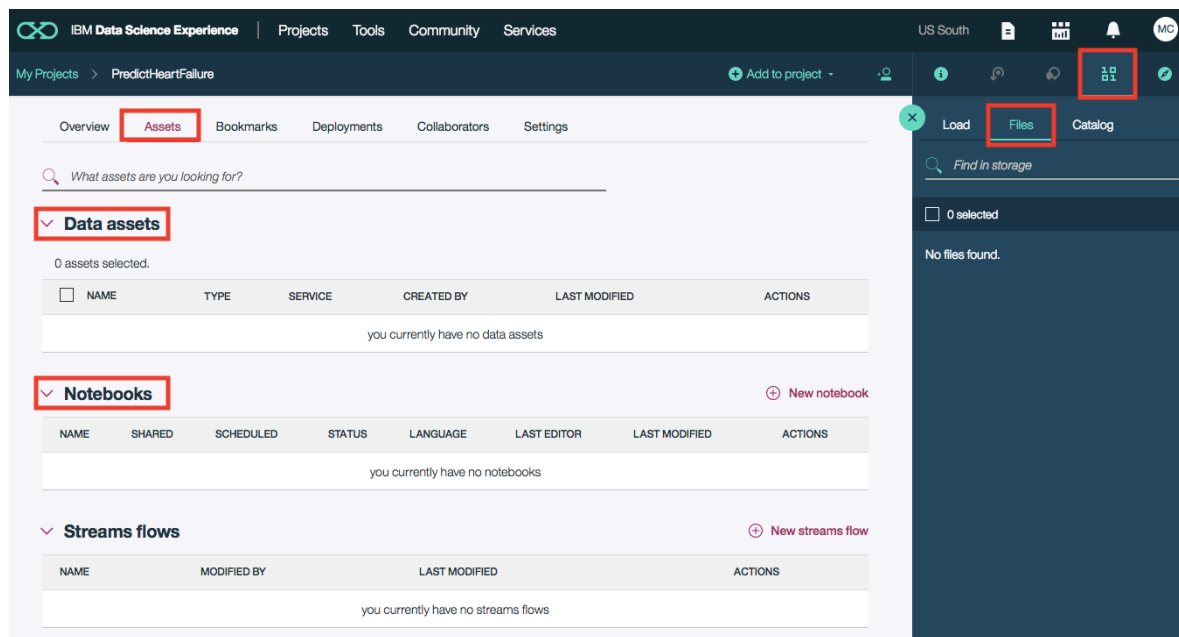 IBM Data Science Experience | Projects Tools Community Services US South MC
My Projects > PredictHeartFailure Add to project
Overview Assets Bookmarks Deployments Collaborators Settings
What assets are you looking for?
Data assets
0 assets selected.
NAME TYPE SERVICE CREATED BY LAST MODIFIED ACTIONS
you currently have no data assets
Notebooks New notebook
NAME SHARED SCHEDULED STATUS LANGUAGE LAST EDITOR LAST MODIFIED ACTIONS
you currently have no notebooks
Streams flows New streams flow
NAME MODIFIED BY LAST MODIFIED ACTIONS
you currently have no streams flows
Load Files Catalog
Find in storage
0 selected
No files found.